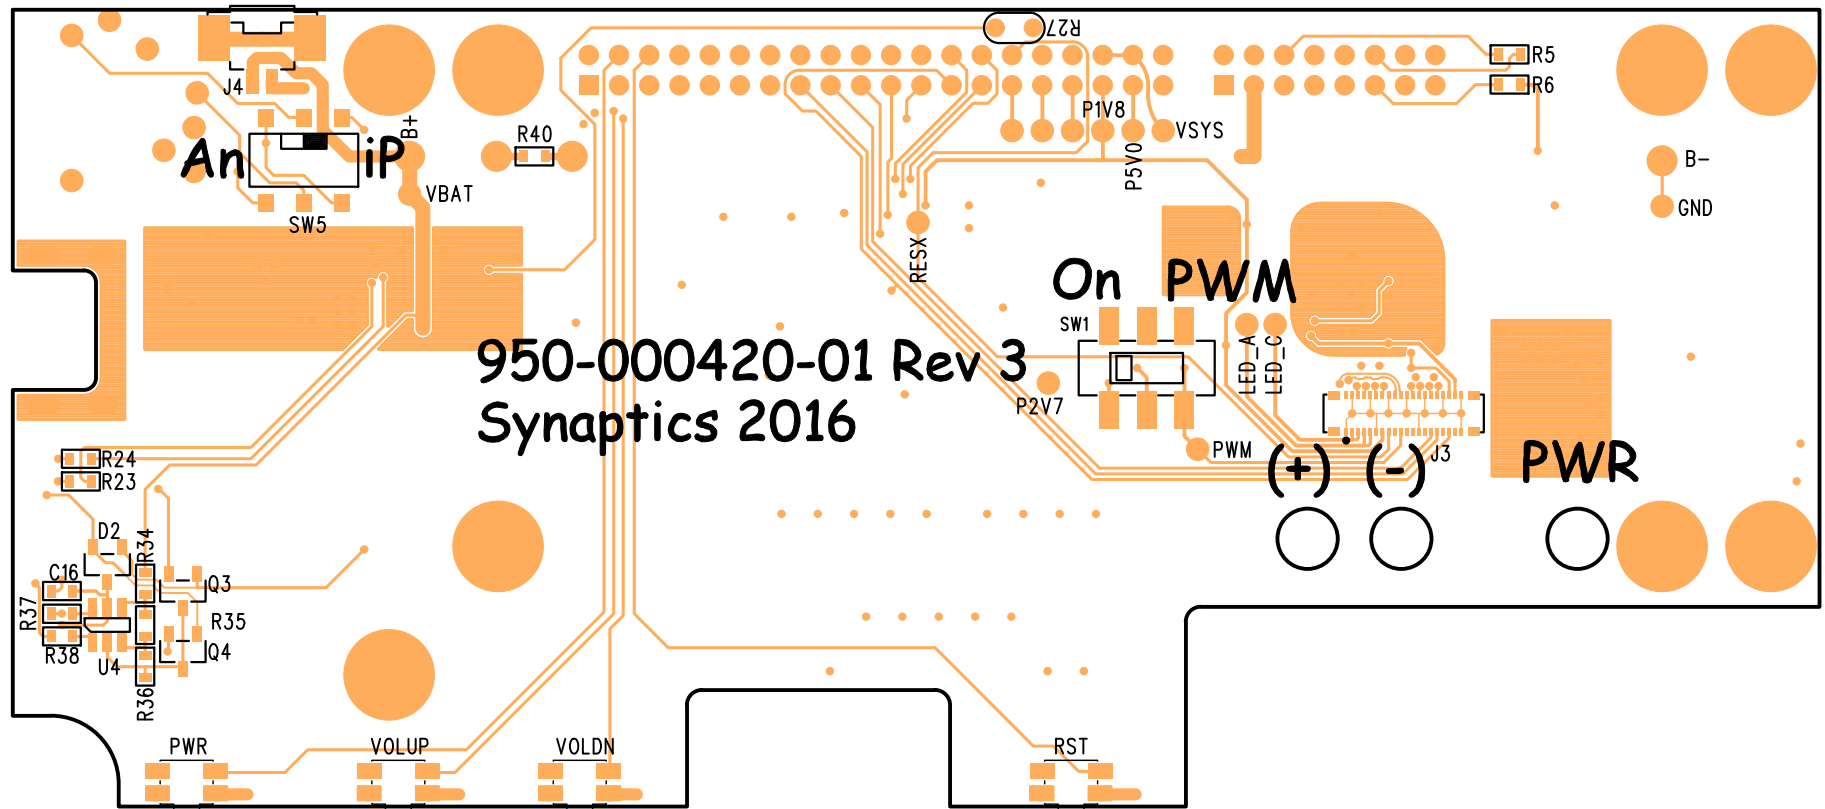 R27
R5
J4
R6
B+
P1V8
VSYS
R40
An iP
P5V0
B-
VBAT
GND
SW5
RESX
On PWM
SW1
950-000420-01 Rev 3
LED_A
LED_C
P2V7
Synaptics 2016
PWM
J3
R24
(+) (-) PWR
R23
D2
R34
C16
Q3
R37
R35
R38
U4
Q4
R36
PWR
VOLUP
VOLDN
RST